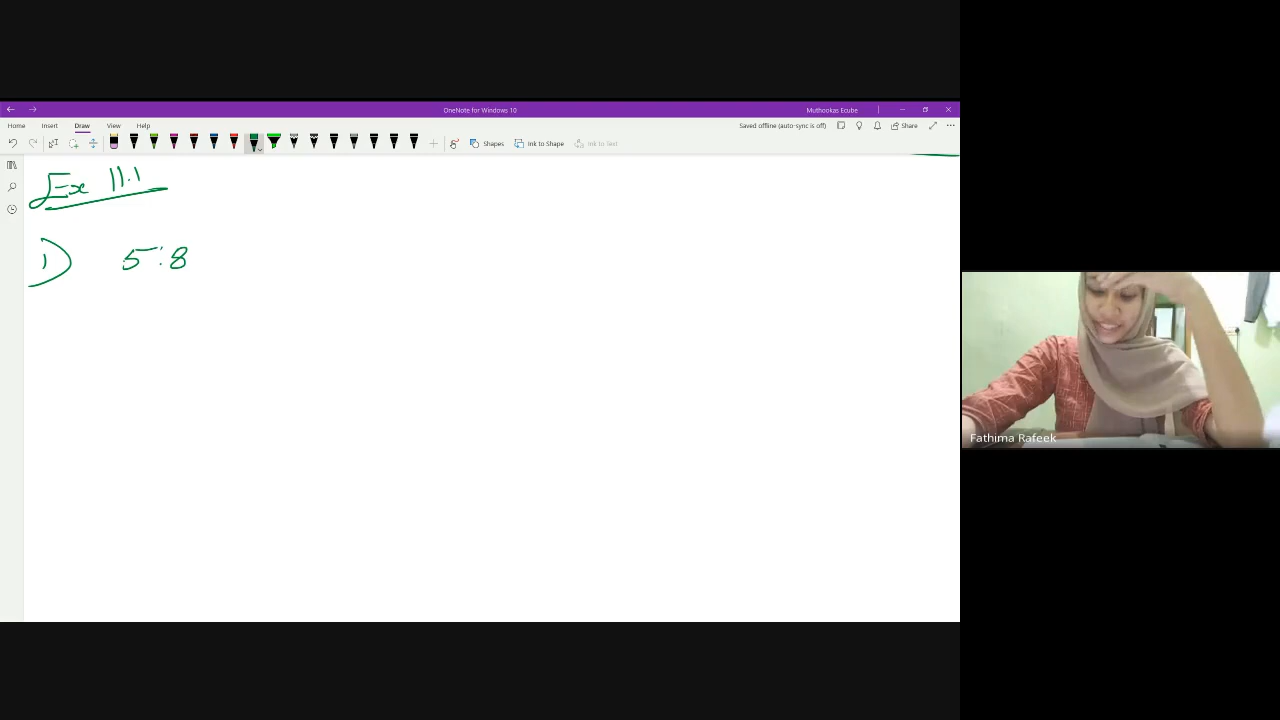 OneNote for Windows 10
Muthookas Ecube
Home Insert Draw View Help
Saved offline (auto-sync is off)
Share
Shapes
Ink to Shape
Ink to Text
Ex 11.1
1) 5:8
Fathima Rafeek